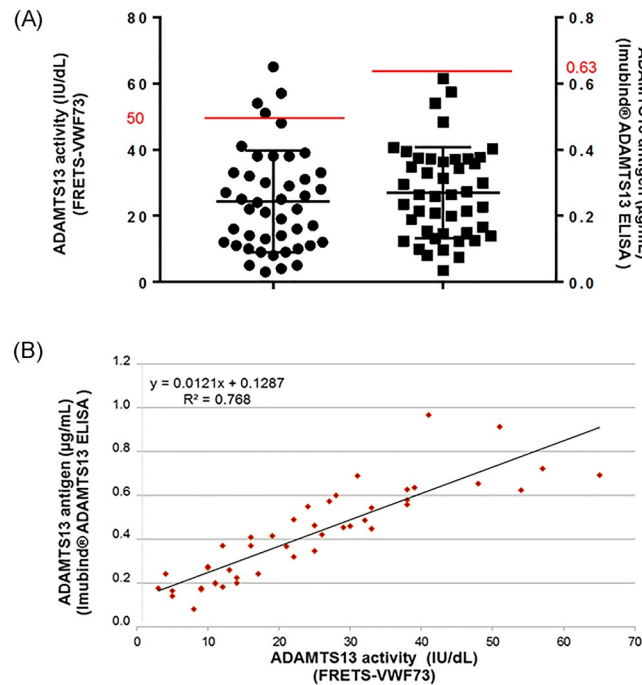 (A)
ADAMTS13 activity (IU/dL)
(FRETS-VWF73)
80
60
40
20
0
50
0.8
0.6
0.4
0.2
0.0
0.63
(Imubind® ADAMTS13 ELISA)
(B)
ADAMTS13 antigen (µg/mL)
(Imubind® ADAMTS13 ELISA )
1.2
1.0
0.8
0.6
0.4
0.2
0.0
y = 0.0121x + 0.1287
R² = 0.768
0
10
20
30
40
50
60
70
ADAMTS13 activity (IU/dL)
(FRETS-VWF73)